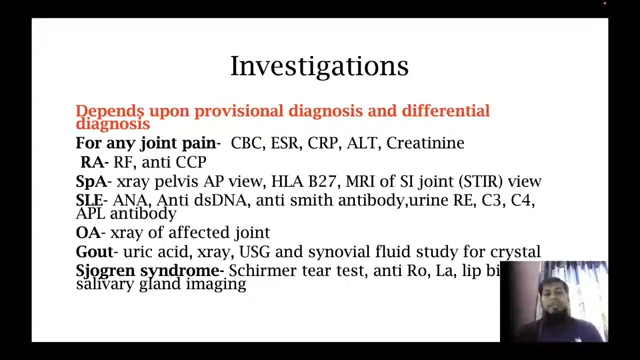 Investigations
Depends upon provisional diagnosis and differential
diagnosis
For any joint pain- CBC, ESR, CRP, ALT, Creatinine
RA- RF, anti CCP
SpA- xray pelvis AP view, HLA B27, MRI of SI joint (STIR) view
SLE- ANA, Anti dsDNA, anti smith antibody,urine RE, C3, C4,
APL antibody
OA- xray of affected joint
Gout- uric acid, xray, USG and synovial fluid study for crystal
Sjogren syndrome- Schirmer tear test, anti Ro, La, lip
salivary gland imaging